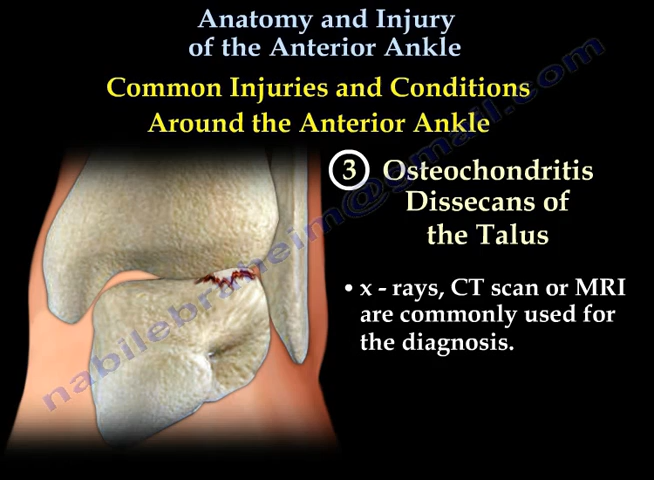 Anatomy and Injury
of the Anterior Ankle
Common Injuries and Conditions
Around the Anterior Ankle
3 Osteochondritis
Dissecans of
the Talus
• x - rays, CT scan or MRI
are commonly used for
the diagnosis.
nabilebraheim@gmail.com